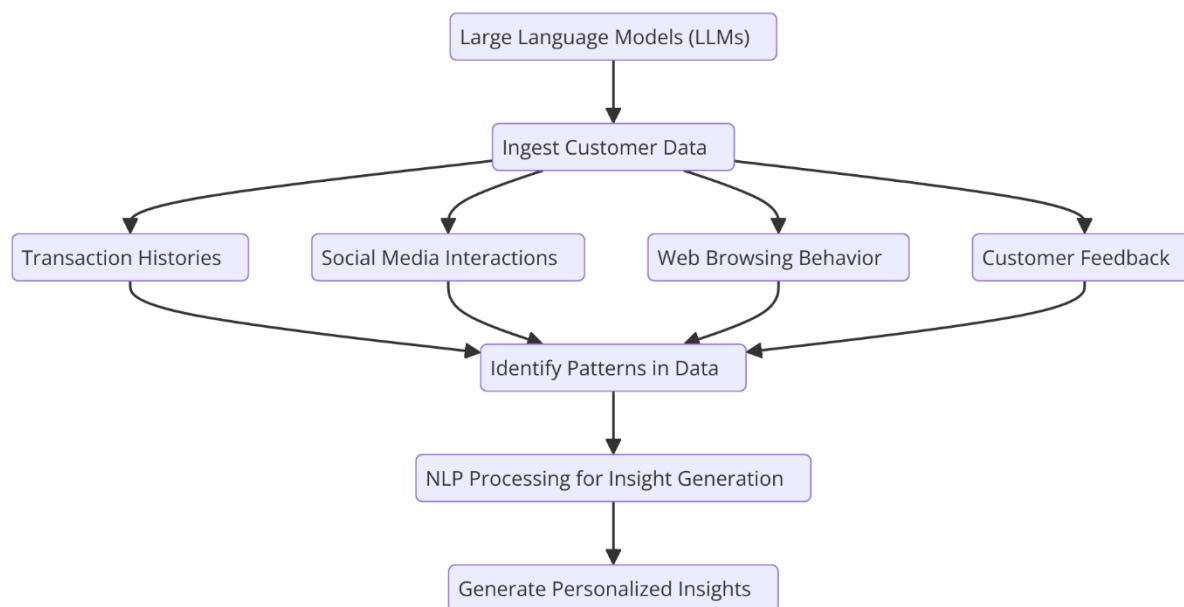 Large Language Models (LLMs)
Ingest Customer Data
Transaction Histories
Social Media Interactions
Web Browsing Behavior
Customer Feedback
Identify Patterns in Data
NLP Processing for Insight Generation
Generate Personalized Insights